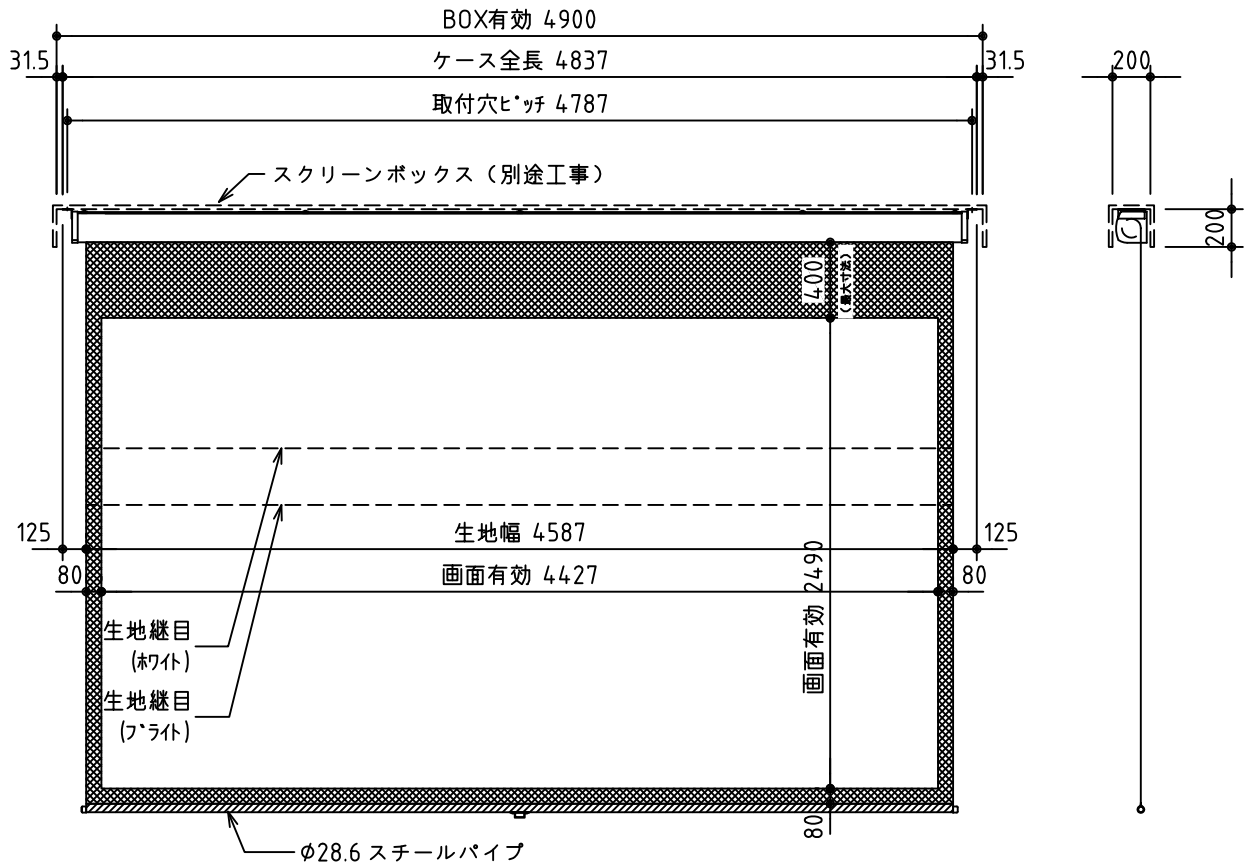 BOX有効 4900
31.5
ケース全長 4837
31.5
200
取付穴ピッチ 4787
スクリーンボックス（別途工事）
200
400
（最大寸法）
125
生地幅 4587
125
80
画面有効 4427
80
画面有効 2490
生地継目
(ホワイト)
生地継目
(ブライト)
80
Φ28.6 スチールパイプ